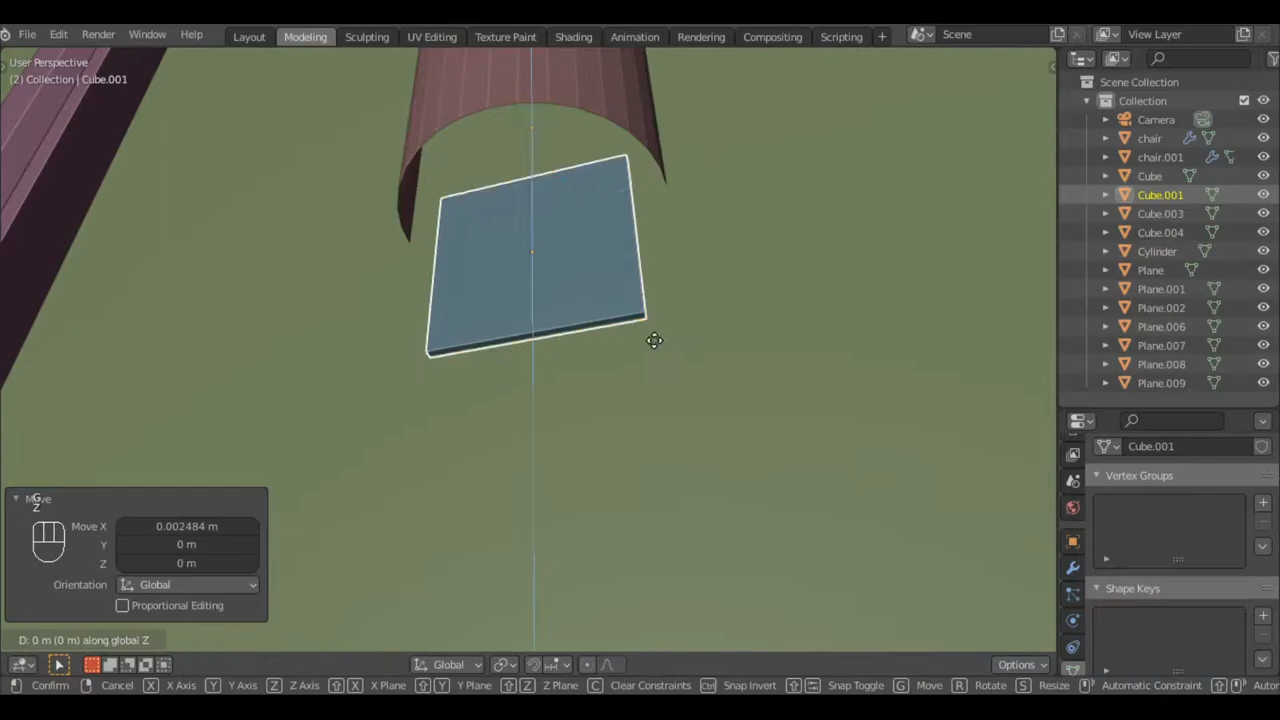 File Edit Render Window Help Layout Modeling Sculpting UV Editing Texture Paint Shading Animation Rendering Compositing Scripting + Scene View Layer
User Perspective
(2) Collection | Cube.001
Scene Collection
Collection
Camera
chair
chair.001
Cube
Cube.001
Cube.003
Cube.004
Cylinder
Plane
Plane.001
Plane.002
Plane.006
Plane.007
Plane.008
Plane.009
Cube.001
Vertex Groups
Shape Keys
Move
G
Z
Move X 0.002484 m
Y 0 m
Z 0 m
Orientation Global
Proportional Editing
D: 0 m (0 m) along global Z
Global Options
Confirm Cancel X X Axis Y Y Axis Z Z Axis X X Plane Y Y Plane Z Z Plane C Clear Constraints Ctrl Snap Invert Snap Toggle G Move R Rotate S Resize Automatic Constraint